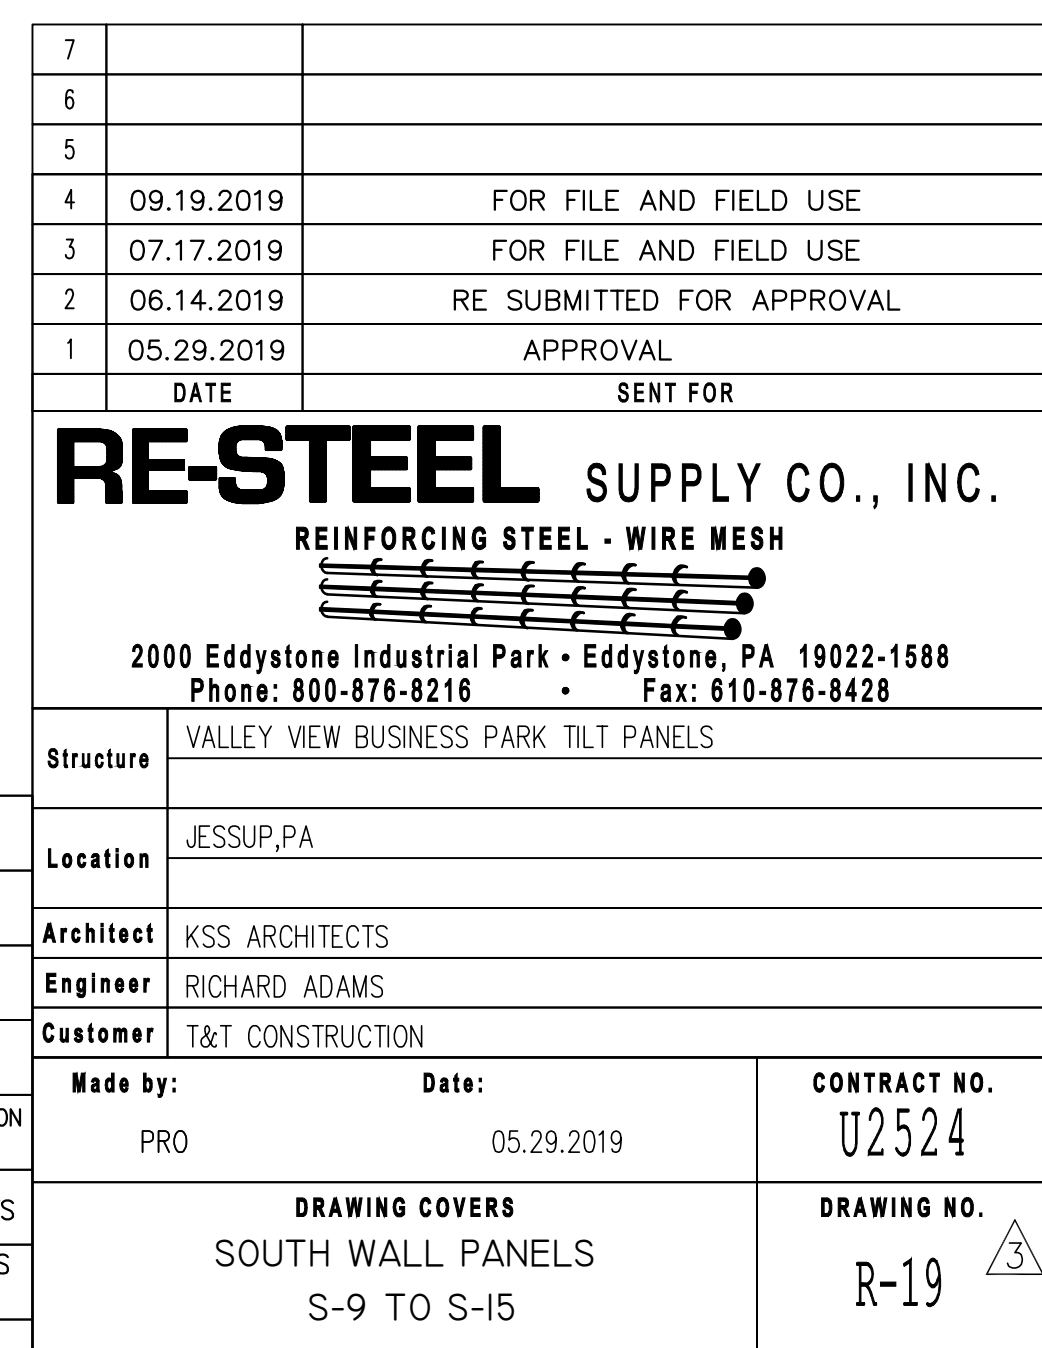 7
6
5
4 09.19.2019 FOR FILE AND FIELD USE
3 07.17.2019 FOR FILE AND FIELD USE
2 06.14.2019 RE SUBMITTED FOR APPROVAL
1 05.29.2019 APPROVAL
DATE SENT FOR
RE-STEEL SUPPLY CO., INC.
REINFORCING STEEL - WIRE MESH
2000 Eddystone Industrial Park • Eddystone, PA 19022-1588
Phone: 800-876-8216 • Fax: 610-876-8428
Structure VALLEY VIEW BUSINESS PARK TILT PANELS
Location JESSUP,PA
Architect KSS ARCHITECTS
Engineer RICHARD ADAMS
Customer T&T CONSTRUCTION
Made by: Date: CONTRACT NO.
PRO 05.29.2019 U2524
DRAWING COVERS DRAWING NO.
SOUTH WALL PANELS
S-9 TO S-15
R-19 3